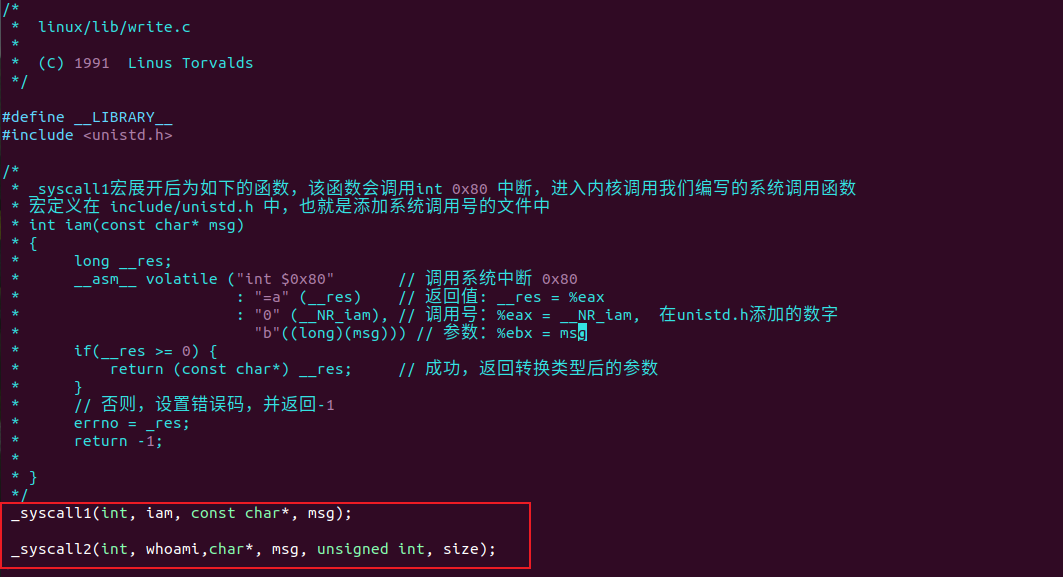 /*
 *  linux/lib/write.c
 *
 *  (C) 1991  Linus Torvalds
 */
#define __LIBRARY__
#include <unistd.h>
/*
 * _syscall1宏展开后为如下的函数，该函数会调用int 0x80 中断，进入内核调用我们编写的系统调用函数
 * 宏定义在 include/unistd.h 中，也就是添加系统调用号的文件中
 * int iam(const char* msg)
 * {
 *      long __res;
 *      __asm__ volatile ("int $0x80"       // 调用系统中断 0x80
 *                        : "=a" (__res)    // 返回值: __res = %eax
 *                        : "0" (__NR_iam), // 调用号：%eax = __NR_iam,  在unistd.h添加的数字
 *                          "b"((long)(msg))) // 参数：%ebx = msg
 *      if(__res >= 0) {
 *          return (const char*) __res;     // 成功，返回转换类型后的参数
 *      }
 *      // 否则，设置错误码，并返回-1
 *      errno = _res;
 *      return -1;
 *
 * }
 */
 _syscall1(int, iam, const char*, msg);
 _syscall2(int, whoami,char*, msg, unsigned int, size);